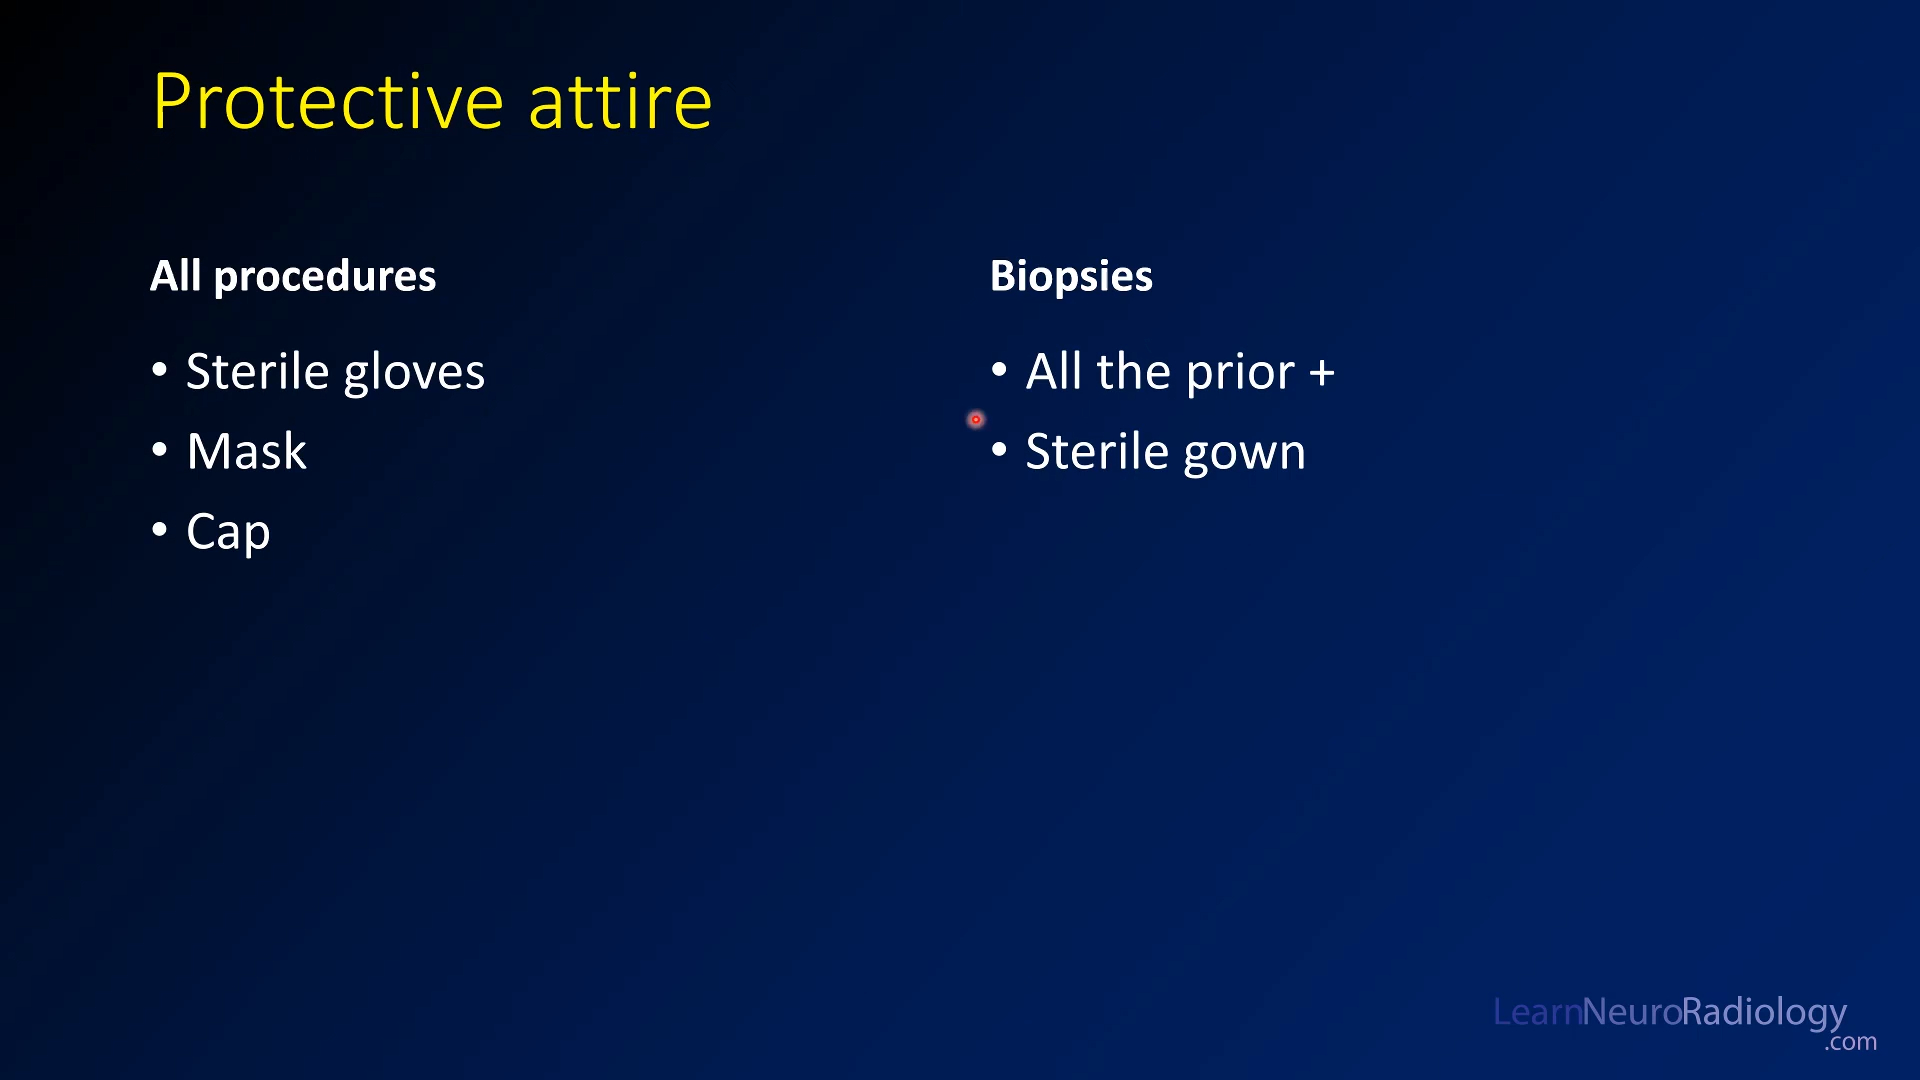 Protective attire
All procedures
• Sterile gloves
• Mask
• Cap
Biopsies
• All the prior +
• Sterile gown
LearnNeuroRadiology
.com